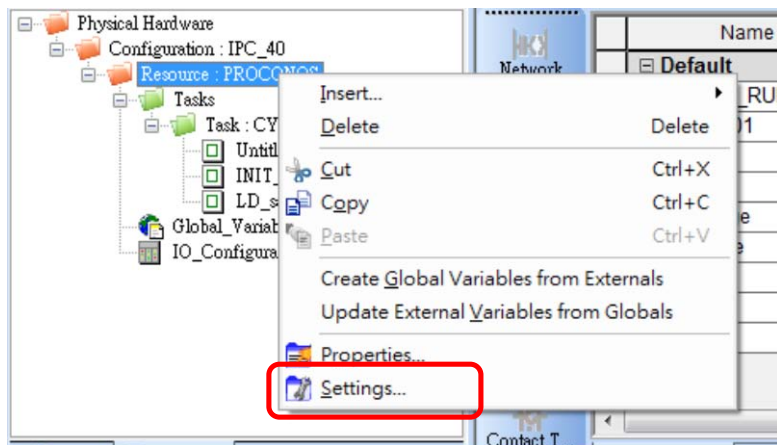 Physical Hardware
Configuration : IPC_40
Resource : PROCONOS
Tasks
Task : CY
Untitl
INIT_
LD_s
Global_Variab
IO_Configura
Insert...
Delete Delete
Cut Ctrl+X
Copy Ctrl+C
Paste Ctrl+V
Create Global Variables from Externals
Update External Variables from Globals
Properties...
Settings...
Network
Contact T
Name
Default
_RU
01
e